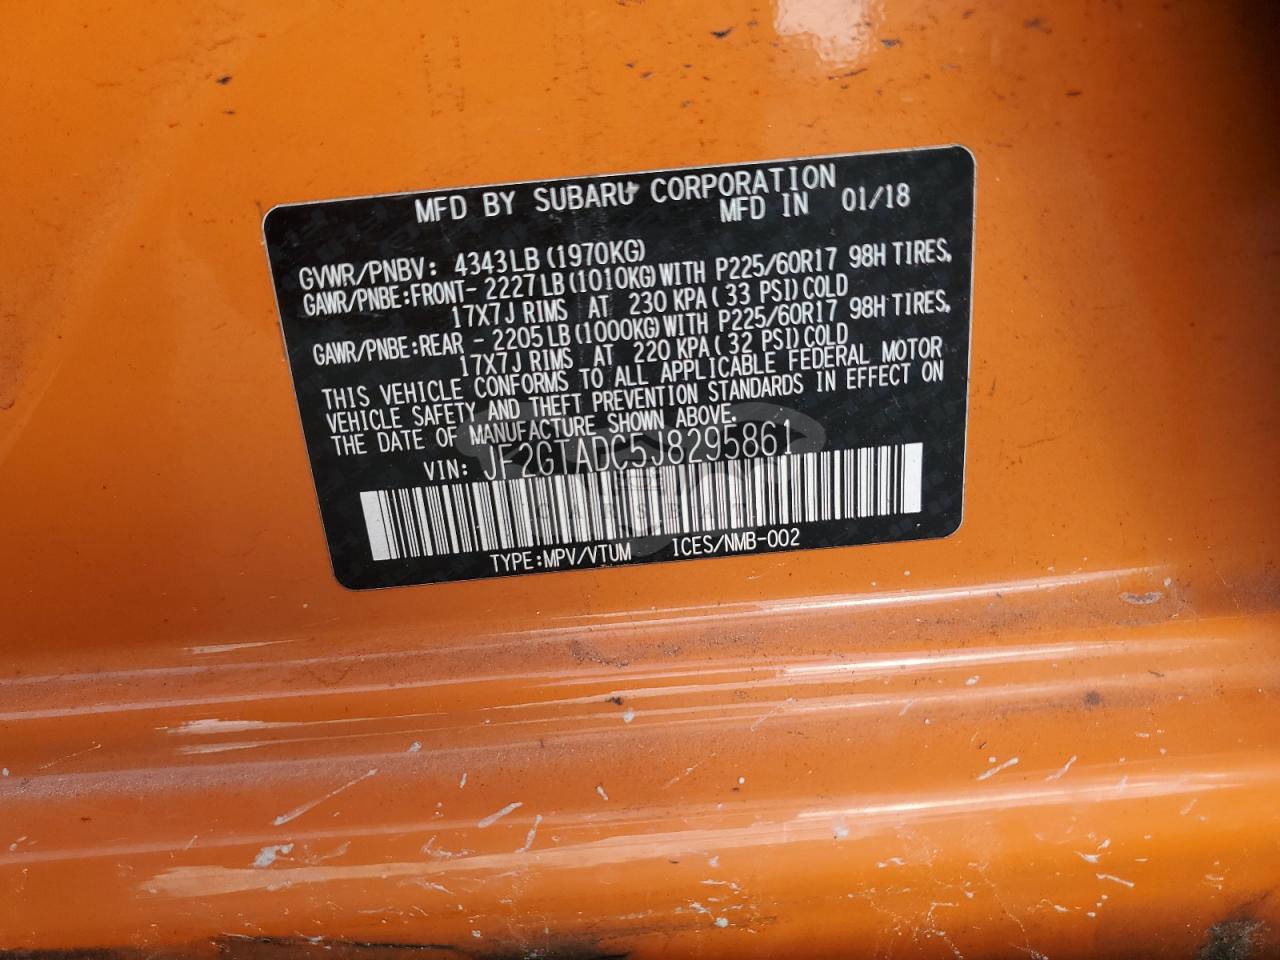 MFD BY SUBARU CORPORATION
MFD IN 01/18
GVWR/PNBV: 4343LB(1970KG)
GAWR/PNBE:FRONT- 2227LB(1010KG)WITH P225/60R17 98H TIRES,
17X7J RIMS AT 230 KPA(33 PSI)COLD
GAWR/PNBE:REAR - 2205LB(1000KG)WITH P225/60R17 98H TIRES,
17X7J RIMS AT 220 KPA(32 PSI)COLD
THIS VEHICLE CONFORMS TO ALL APPLICABLE FEDERAL MOTOR
VEHICLE SAFETY AND THEFT PREVENTION STANDARDS IN EFFECT ON
THE DATE OF MANUFACTURE SHOWN ABOVE.
VIN: JF2GTADC5J8295861
TYPE:MPV/VTUM ICES/NMB-002